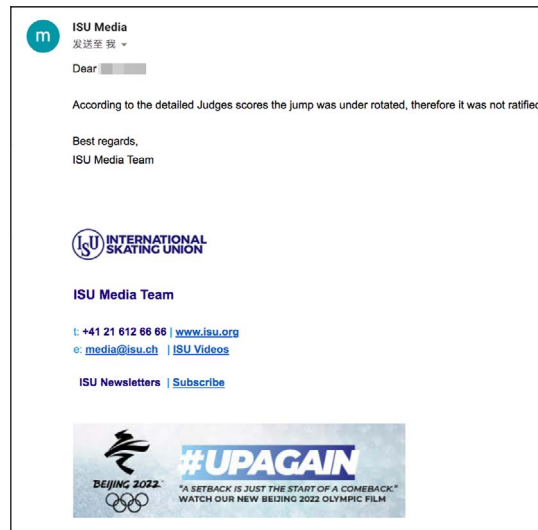 m
ISU Media
发送至 我
Dear
According to the detailed Judges scores the jump was under rotated, therefore it was not ratified
Best regards,
ISU Media Team
ISU INTERNATIONAL
SKATING UNION
ISU Media Team
t: +41 21 612 66 66 | www.isu.org
e: media@isu.ch | ISU Videos
ISU Newsletters | Subscribe
BEIJING 2022
#UPAGAIN
"A SETBACK IS JUST THE START OF A COMEBACK."
WATCH OUR NEW BEIJING 2022 OLYMPIC FILM